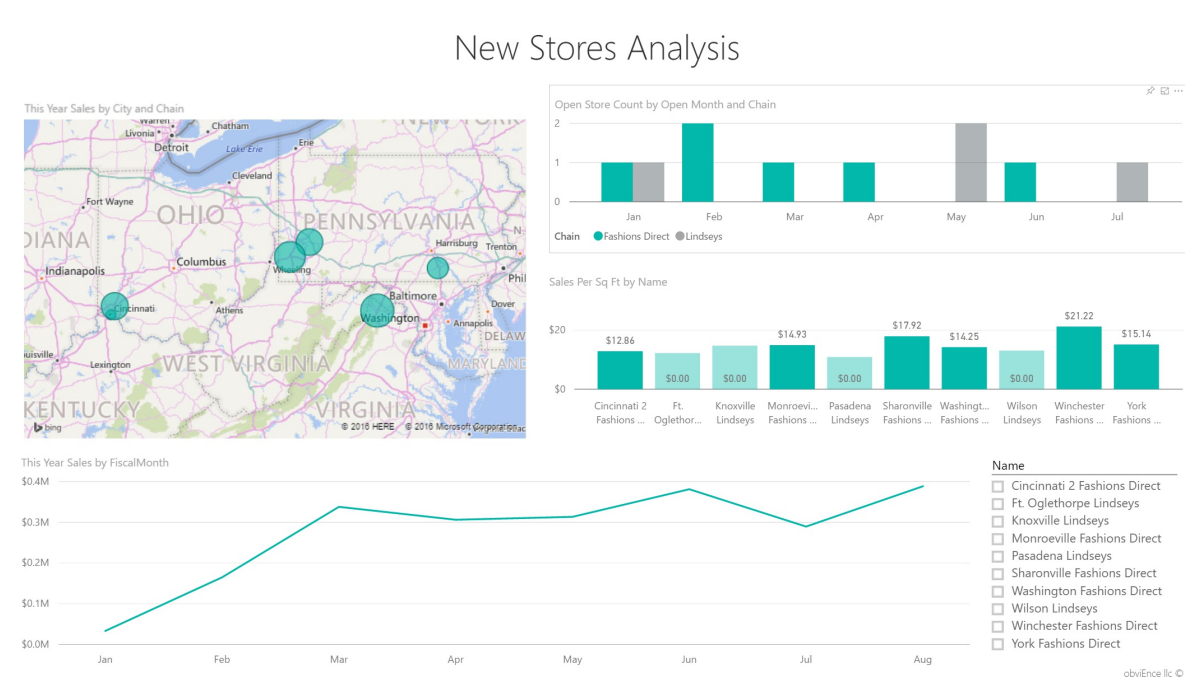 New Stores Analysis
This Year Sales by City and Chain
Warren
Livonia
Chatham
Detroit
Lake Erie
Erie
Cleveland
Fort Wayne
OHIO
PENNSYLVANIA
DIANA
Harrisburg
Trenton
Indianapolis
Columbus
Wheeling
Phil
Cincinnati
Athens
Baltimore
Dover
Washington
Annapolis
DELAW
uisville
Lexington
WEST VIRGINIA
MARYLAND
KENTUCKY
VIRGINIA
bing
© 2016 HERE © 2016 Microsoft Corporation
Open Store Count by Open Month and Chain
2
1
0
Jan Feb Mar Apr May Jun Jul
Chain Fashions Direct Lindseys
Sales Per Sq Ft by Name
$20
$0
$12.86 $0.00 $0.00 $14.93 $0.00 $17.92 $14.25 $0.00 $21.22 $15.14
Cincinnati 2 Ft. Knoxville Monroevi... Pasadena Sharonville Washingt... Wilson Winchester York
Fashions ... Oglethor... Lindseys Fashions ... Lindseys Fashions ... Fashions ... Lindseys Fashions ... Fashions ...
This Year Sales by FiscalMonth
$0.4M
$0.3M
$0.2M
$0.1M
$0.0M
Jan Feb Mar Apr May Jun Jul Aug
Name
Cincinnati 2 Fashions Direct
Ft. Oglethorpe Lindseys
Knoxville Lindseys
Monroeville Fashions Direct
Pasadena Lindseys
Sharonville Fashions Direct
Washington Fashions Direct
Wilson Lindseys
Winchester Fashions Direct
York Fashions Direct
obviEnce llc ©